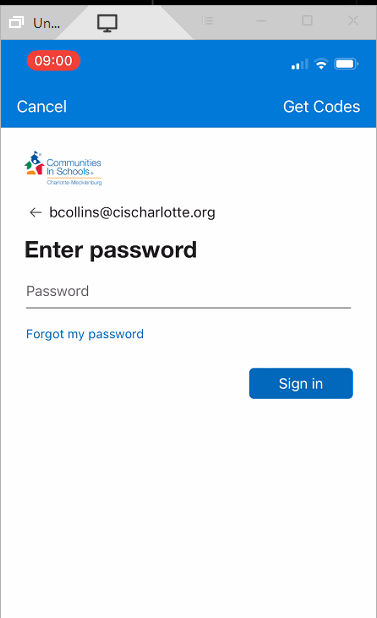 Un...
09:00
Cancel Get Codes
Communities
In Schools
Charlotte-Mecklenburg
bcollins@cischarlotte.org
Enter password
Password
Forgot my password
Sign in